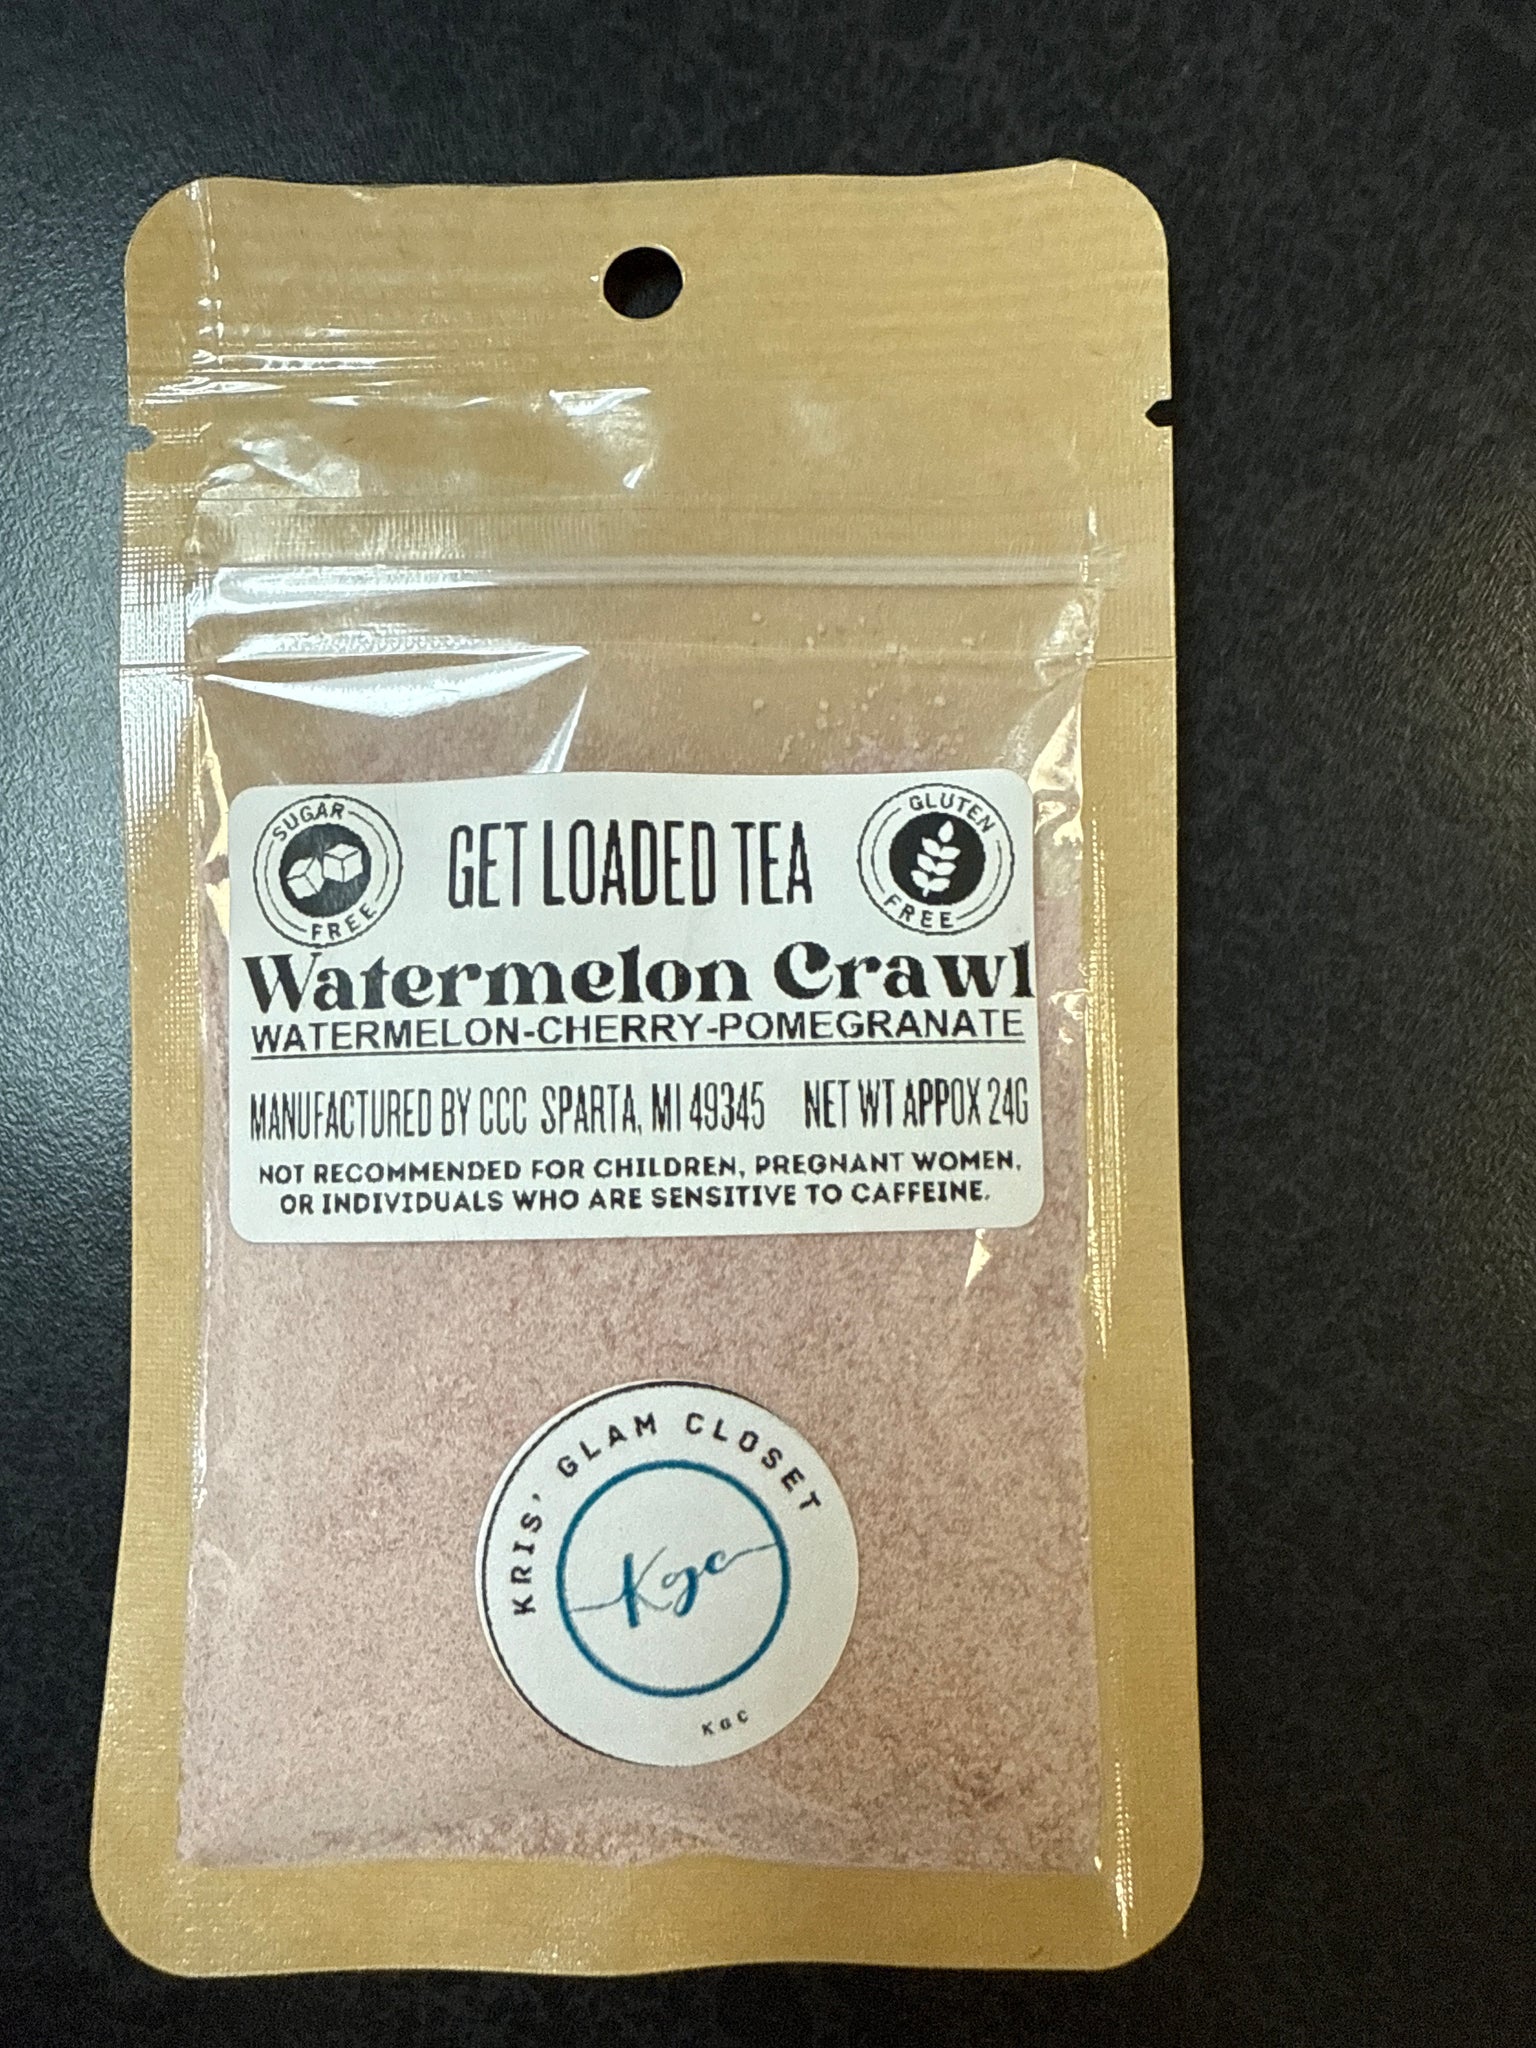 SUGAR FREE
GET LOADED TEA
GLUTEN FREE
Watermelon Crawl
WATERMELON-CHERRY-POMEGRANATE
MANUFACTURED BY CCC SPARTA, MI 49345 NET WT APPOX 24G
NOT RECOMMENDED FOR CHILDREN, PREGNANT WOMEN,
OR INDIVIDUALS WHO ARE SENSITIVE TO CAFFEINE.
KRIS' GLAM CLOSET
Kgc
KGC